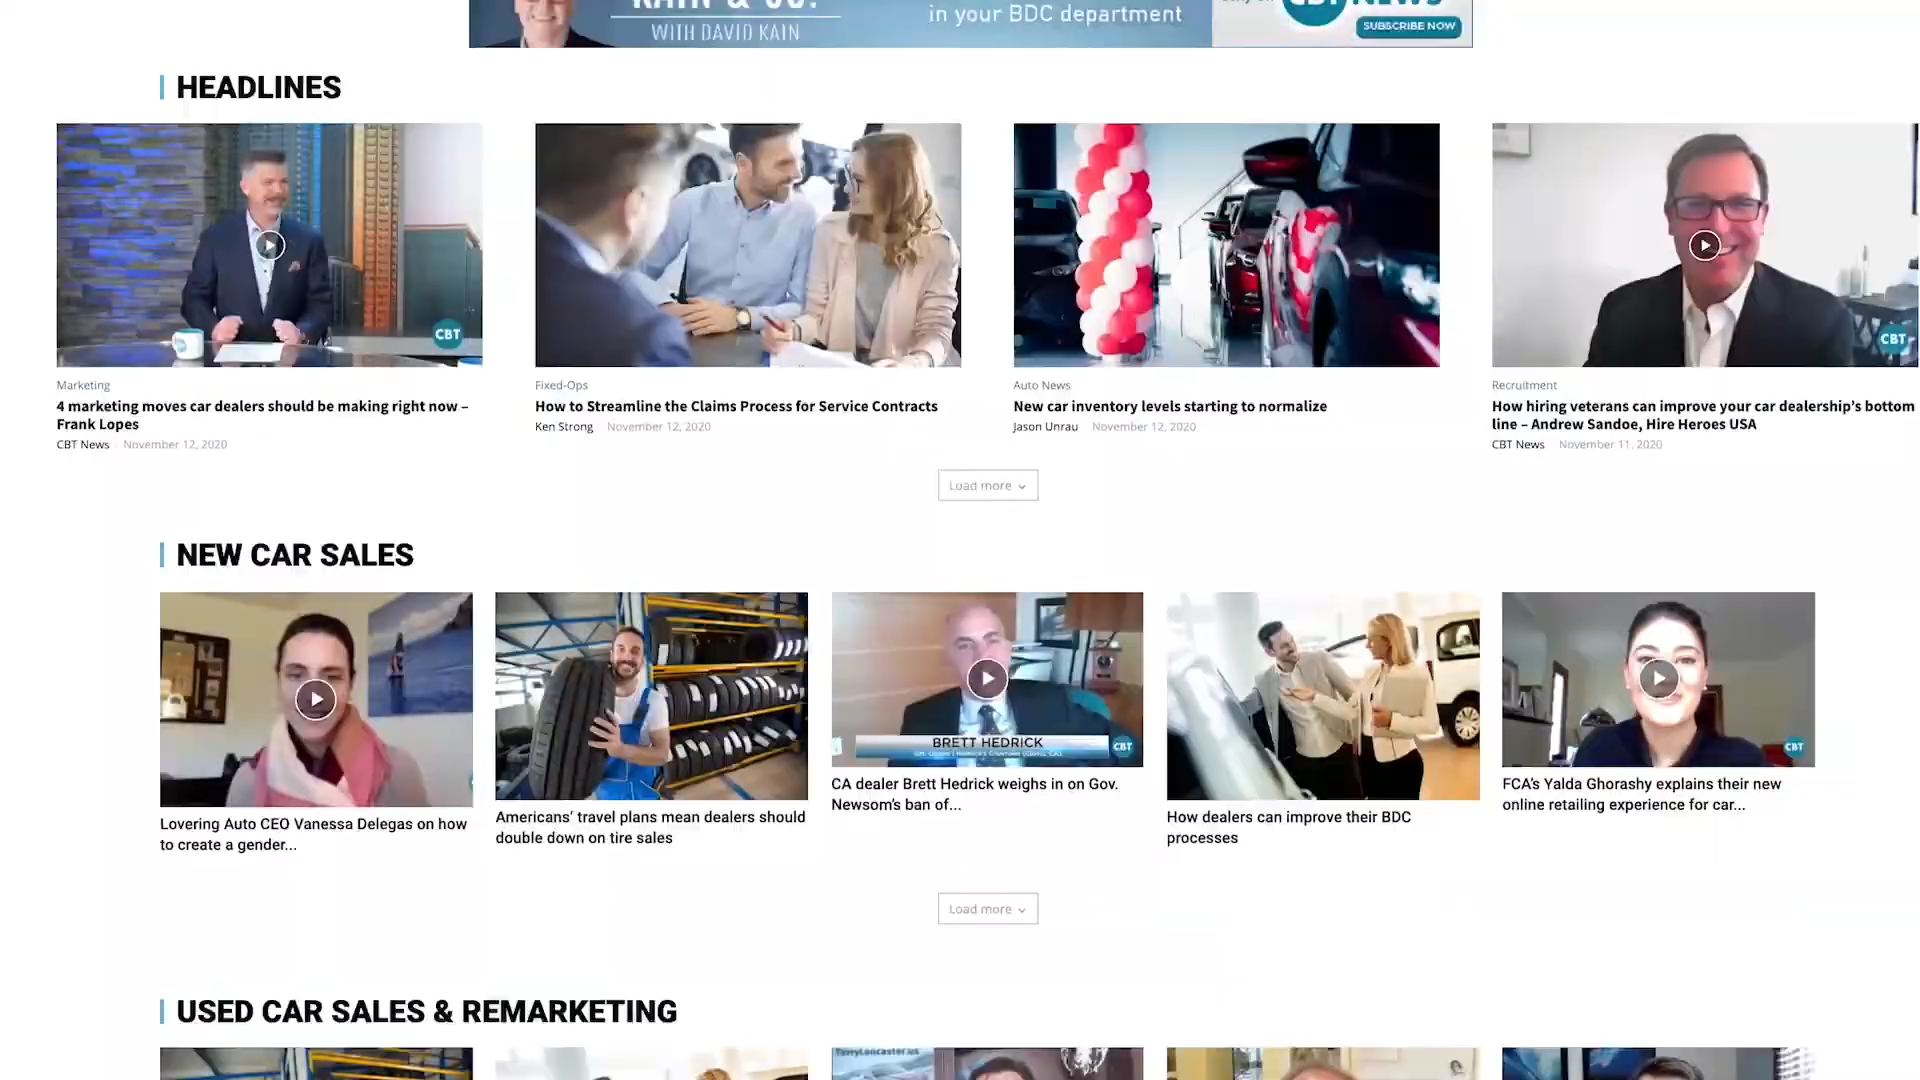 KAIN & CO.
WITH DAVID KAIN
in your BDC department
CBT NEWS
SUBSCRIBE NOW
HEADLINES
CBT
CBT
Marketing
4 marketing moves car dealers should be making right now –
Frank Lopes
CBT News - November 12, 2020
Fixed-Ops
How to Streamline the Claims Process for Service Contracts
Ken Strong November 12, 2020
Auto News
New car inventory levels starting to normalize
Jason Unrau November 12, 2020
Recruitment
How hiring veterans can improve your car dealership's bottom
line – Andrew Sandoe, Hire Heroes USA
CBT News November 11, 2020
Load more
NEW CAR SALES
BRETT HEDRICK
CBT
CBT
Lovering Auto CEO Vanessa Delegas on how
to create a gender...
Americans' travel plans mean dealers should
double down on tire sales
CA dealer Brett Hedrick weighs in on Gov.
Newsom's ban of...
How dealers can improve their BDC
processes
FCA's Yalda Ghorashy explains their new
online retailing experience for car...
Load more
USED CAR SALES & REMARKETING